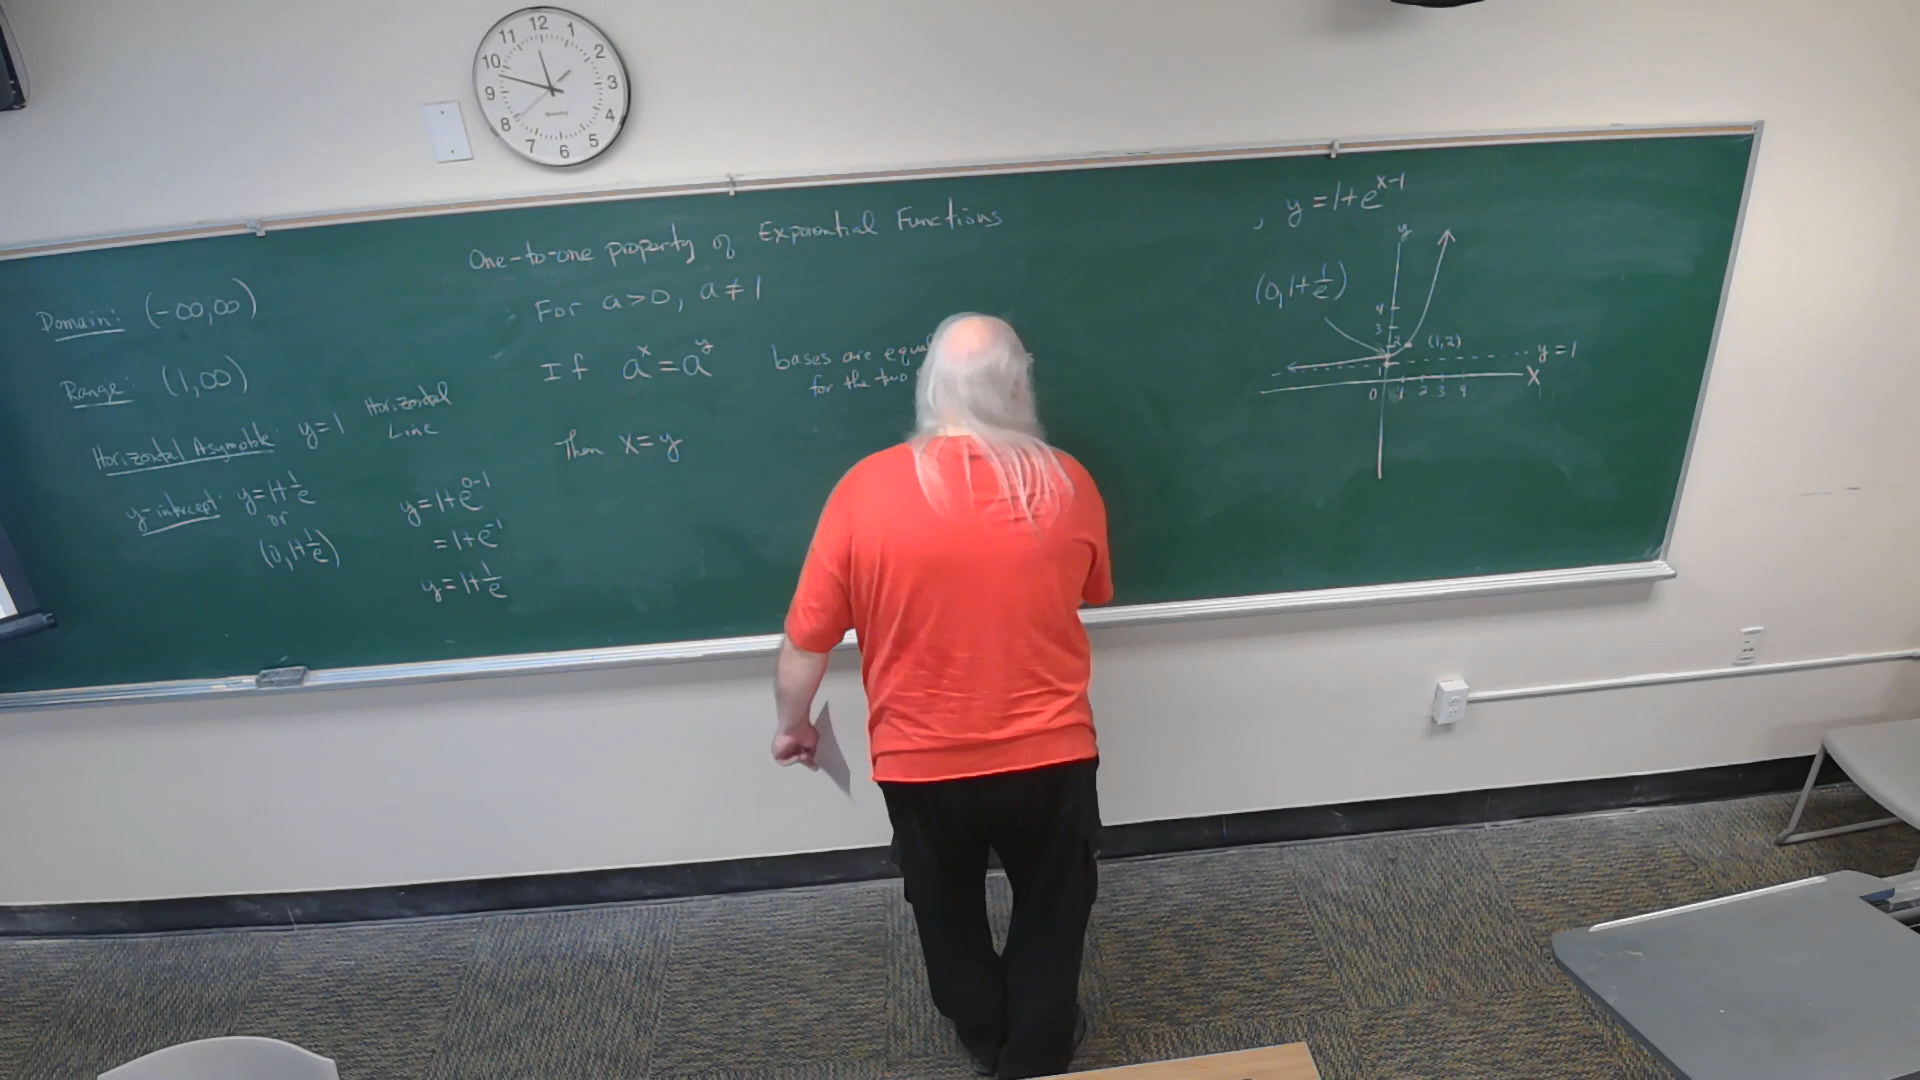 12
1
2
3
4
5
6
7
8
9
10
11
Domain: (-∞,∞)
Range: (1,∞)
Horizontal Asymptote: y=1 Horizontal
Line
y-intercept: y=1+1/e
or
(0,1+1/e)
y=1+e^(0-1)
=1+e^(-1)
y=1+1/e
One-to-one property of Exponential Functions
For a>0, a≠1
If a^x=a^y
bases are equal
for the two
Then x=y
, y=1+e^(x-1)
y
(0,1+1/e)
4
3
2
(1,2)
y=1
1
X
0 1 2 3 4